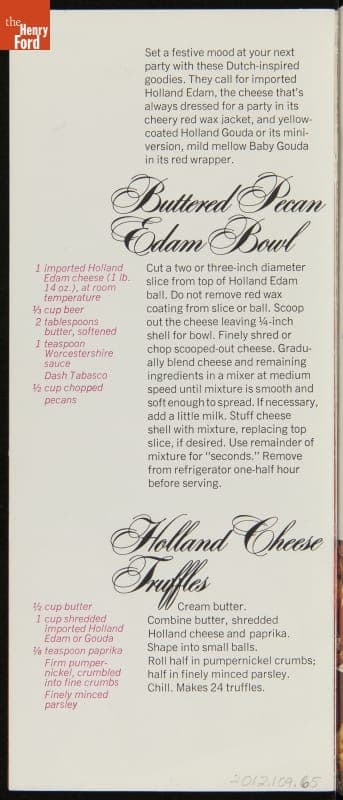 the
Henry
Ford
Set a festive mood at your next
party with these Dutch-inspired
goodies. They call for imported
Holland Edam, the cheese that's
always dressed for a party in its
cheery red wax jacket, and yellow-
coated Holland Gouda or its mini-
version, mild mellow Baby Gouda
in its red wrapper.
Buttered Pecan
Edam Bowl
1 imported Holland
Edam cheese (1 lb.
14 oz.), at room
temperature
⅓ cup beer
2 tablespoons
butter, softened
1 teaspoon
Worcestershire
sauce
Dash Tabasco
½ cup chopped
pecans
Cut a two or three-inch diameter
slice from top of Holland Edam
ball. Do not remove red wax
coating from slice or ball. Scoop
out the cheese leaving ¼-inch
shell for bowl. Finely shred or
chop scooped-out cheese. Gradu-
ally blend cheese and remaining
ingredients in a mixer at medium
speed until mixture is smooth and
soft enough to spread. If necessary,
add a little milk. Stuff cheese
shell with mixture, replacing top
slice, if desired. Use remainder of
mixture for "seconds." Remove
from refrigerator one-half hour
before serving.
Holland Cheese
Truffles
½ cup butter
1 cup shredded
imported Holland
Edam or Gouda
⅛ teaspoon paprika
Firm pumper-
nickel, crumbled
into fine crumbs
Finely minced
parsley
Cream butter.
Combine butter, shredded
Holland cheese and paprika.
Shape into small balls.
Roll half in pumpernickel crumbs;
half in finely minced parsley.
Chill. Makes 24 truffles.
2012.109.65